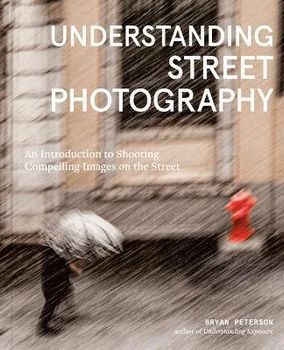 UNDERSTANDING
STREET
PHOTOGRAPHY
An Introduction to Shooting
Compelling Images on the Street
BRYAN PETERSON
author of Understanding Exposure